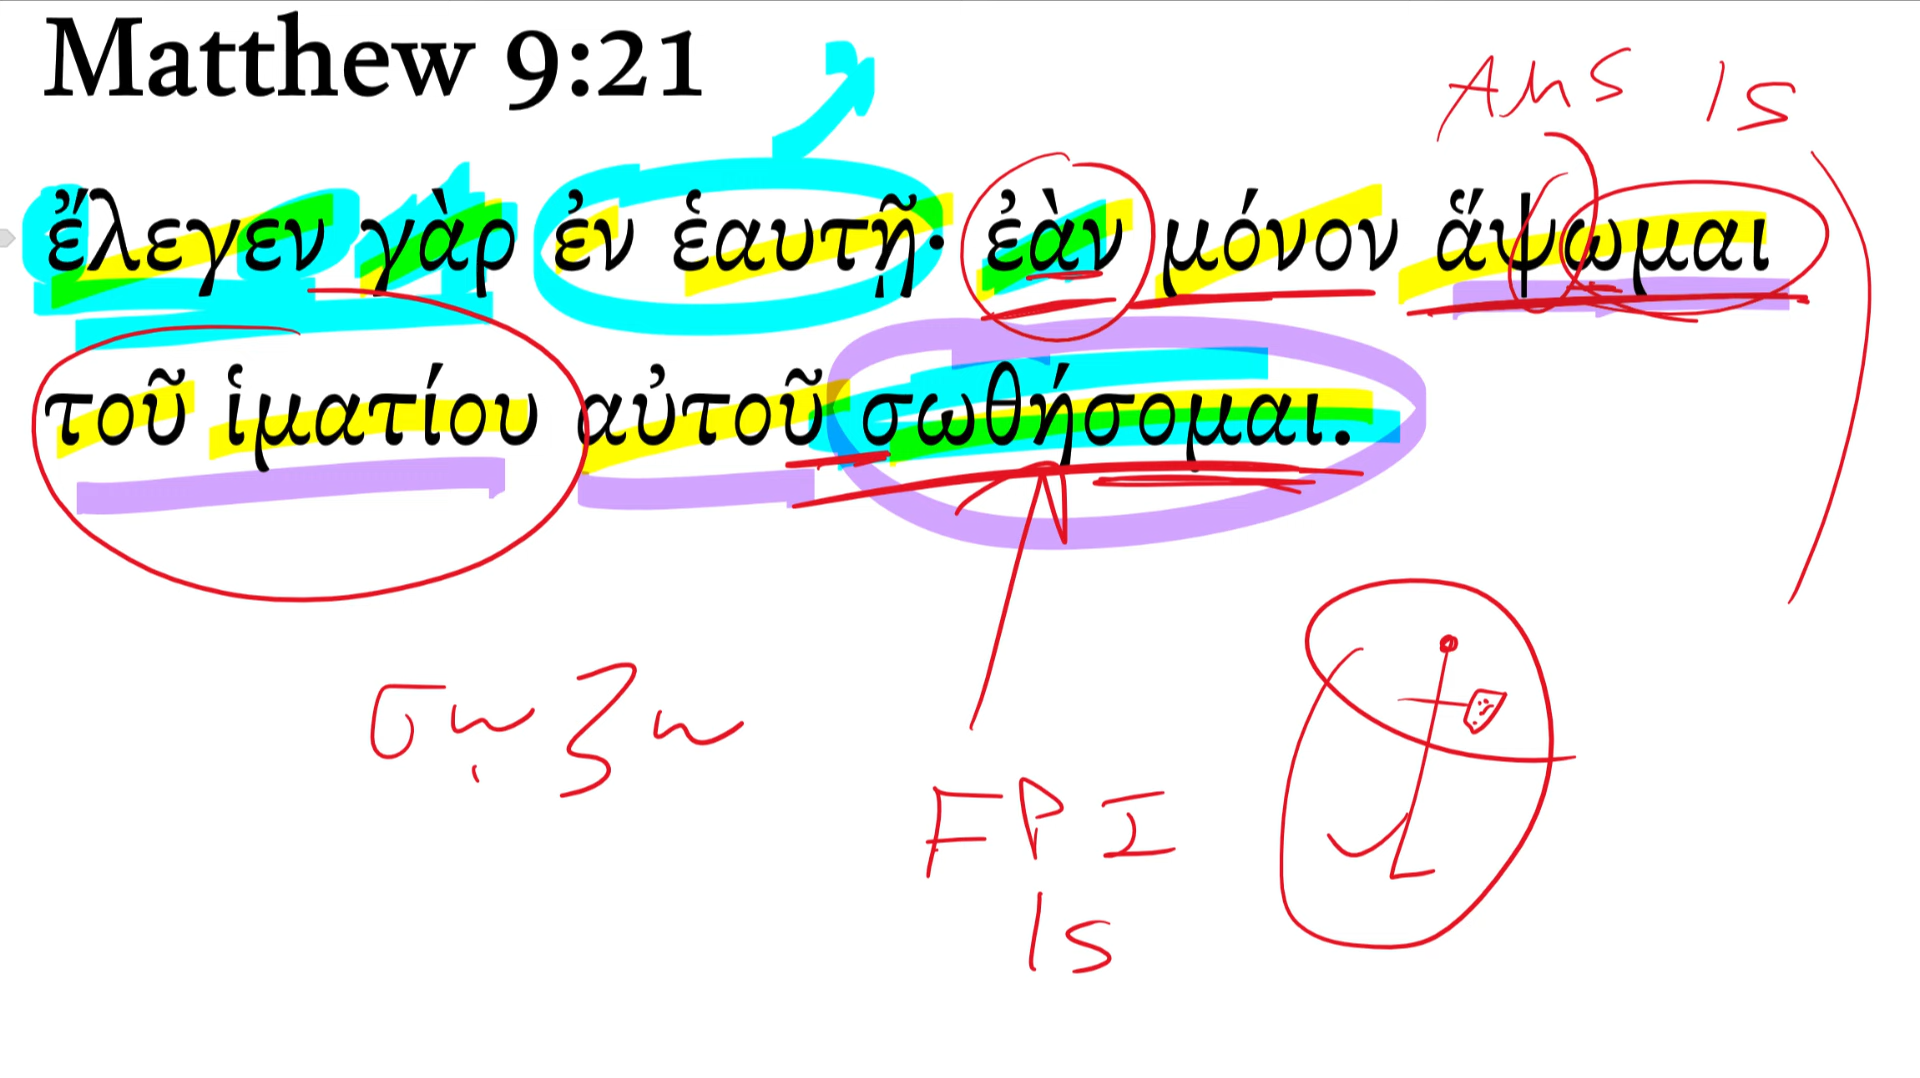 Matthew 9:21
AMS 1S
ἔλεγεν γὰρ ἐν ἑαυτῇ· ἐὰν μόνον ἅψωμαι
τοῦ ἱματίου αὐτοῦ σωθήσομαι.
σῳζω
FPI
1S